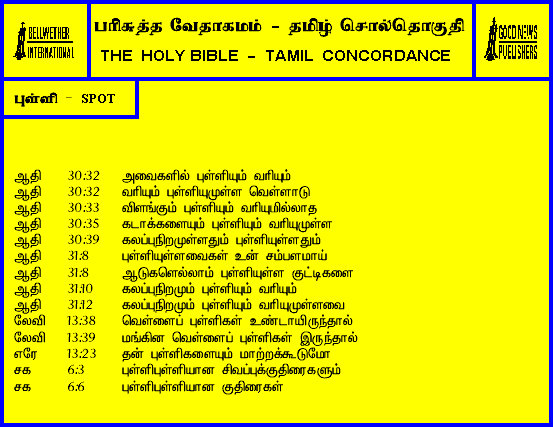 BELLWETHER
INTERNATIONAL
பரிசுத்த வேதாகமம் - தமிழ் சொல்தொகுதி
THE HOLY BIBLE - TAMIL CONCORDANCE
GOOD NEWS
PUBLISHERS
புள்ளி - SPOT
ஆதி 30:32 அவைகளில் புள்ளியும் வரியும்
ஆதி 30:32 வரியும் புள்ளியுமுள்ள வெள்ளாடு
ஆதி 30:33 விளங்கும் புள்ளியும் வரியுமில்லாத
ஆதி 30:35 கடாக்களையும் புள்ளியும் வரியுமுள்ள
ஆதி 30:39 கலப்புநிறமுள்ளதும் புள்ளியுள்ளதும்
ஆதி 31:8 புள்ளியுள்ளவைகள் உன் சம்பளமாய்
ஆதி 31:8 ஆடுகளெல்லாம் புள்ளியுள்ள குட்டிகளை
ஆதி 31:10 கலப்புநிறமும் புள்ளியும் வரியும்
ஆதி 31:12 கலப்புநிறமும் புள்ளியும் வரியுமுள்ளவை
லேவி 13:38 வெள்ளைப் புள்ளிகள் உண்டாயிருந்தால்
லேவி 13:39 மங்கின வெள்ளைப் புள்ளிகள் இருந்தால்
எரே 13:23 தன் புள்ளிகளையும் மாற்றக்கூடுமோ
சக 6:3 புள்ளிபுள்ளியான சிவப்புக்குதிரைகளும்
சக 6:6 புள்ளிபுள்ளியான குதிரைகள்